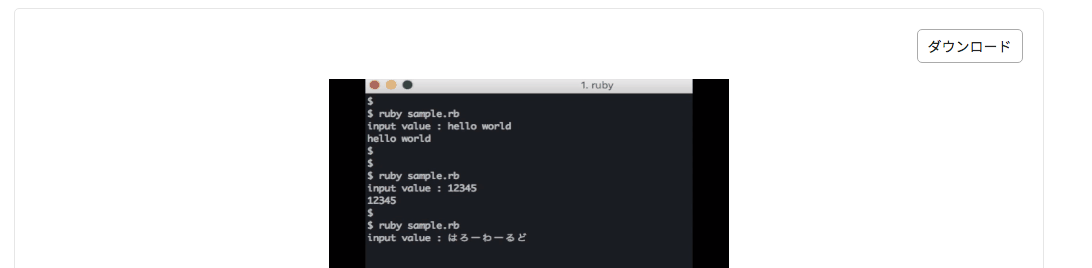 ダウンロード
1. ruby
$
$ ruby sample.rb
input value : hello world
hello world
$
$
$ ruby sample.rb
input value : 12345
12345
$
$ ruby sample.rb
input value : はろーわーるど